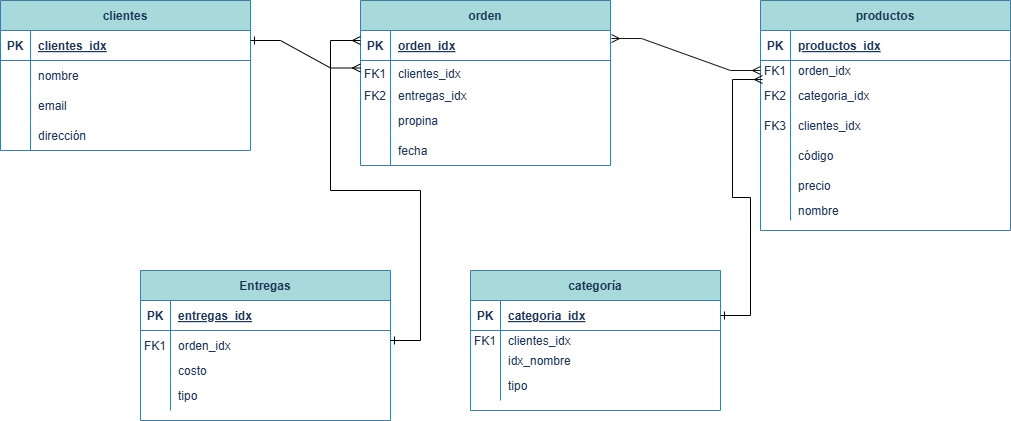 clientes
PK clientes_idx
nombre
email
dirección
orden
PK orden_idx
FK1 clientes_idx
FK2 entregas_idx
propina
fecha
productos
PK productos_idx
FK1 orden_idx
FK2 categoria_idx
FK3 clientes_idx
código
precio
nombre
Entregas
PK entregas_idx
FK1 orden_idx
costo
tipo
categoría
PK categoria_idx
FK1 clientes_idx
idx_nombre
tipo